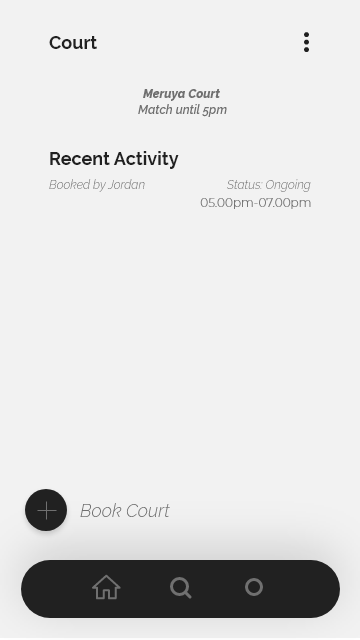 Court
Meruya Court
Match until 5pm
Recent Activity
Booked by Jordan
Status: Ongoing
05.00pm-07.00pm
Book Court